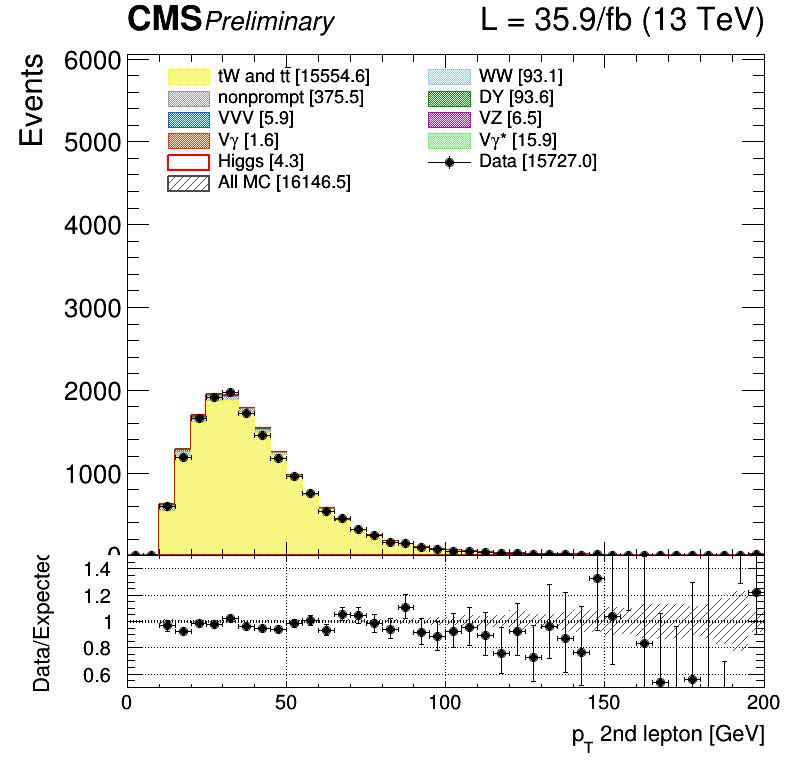 CMS Preliminary L = 35.9/fb (13 TeV)
Events
6000
5000
4000
3000
2000
1000
0
tW and tt̄ [15554.6]
nonprompt [375.5]
VVV [5.9]
Vγ [1.6]
Higgs [4.3]
All MC [16146.5]
WW [93.1]
DY [93.6]
VZ [6.5]
Vγ* [15.9]
Data [15727.0]
Data/Expected
1.4
1.2
1
0.8
0.6
0 50 100 150 200
pT 2nd lepton [GeV]